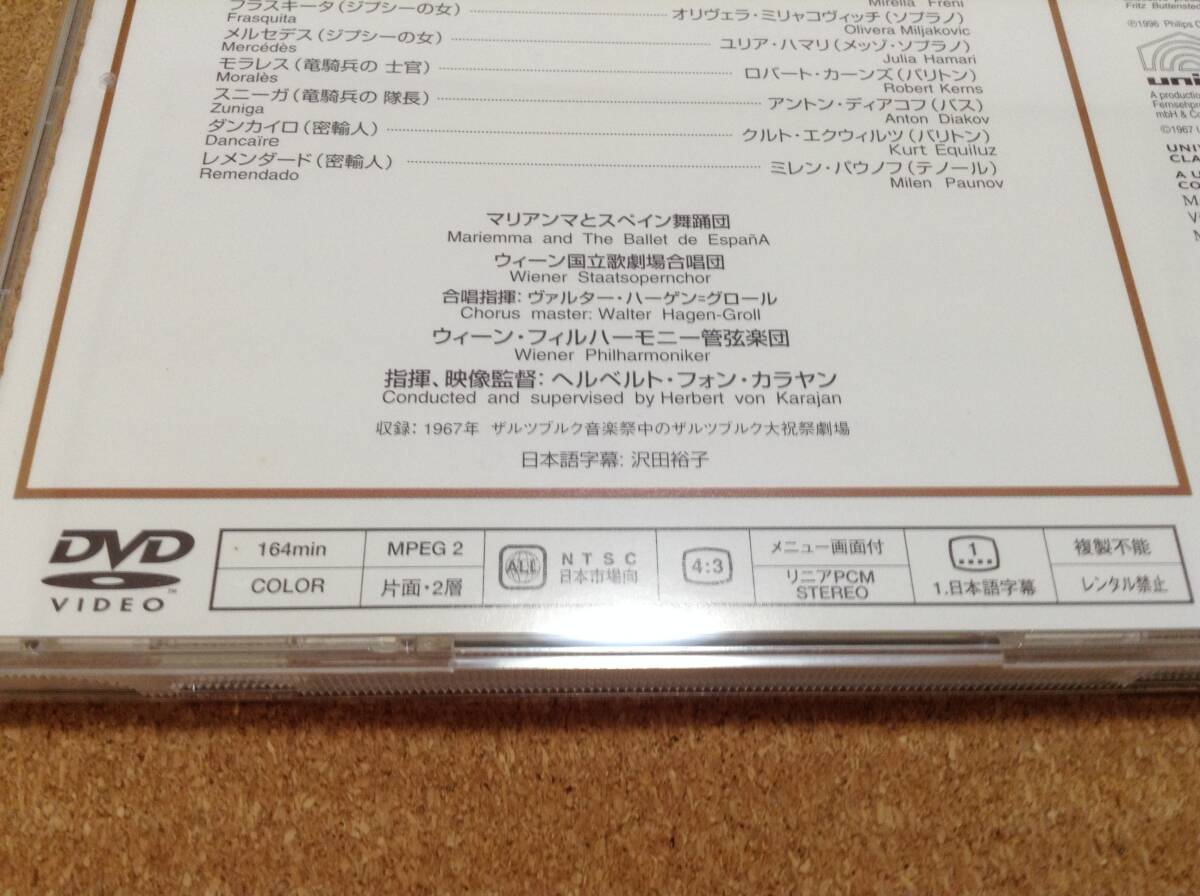 Mirella Freni
フラスキータ(ジプシーの女)
Frasquita
オリヴェラ・ミリャコヴィッチ(ソプラノ)
Olivera Miljakovic
メルセデス(ジプシーの女)
Mercédès
ユリア・ハマリ(メッゾ・ソプラノ)
Julia Hamari
モラレス(竜騎兵の 士官)
Moralès
ロバート・カーンズ(バリトン)
Robert Kerns
スニーガ(竜騎兵の 隊長)
Zuniga
アントン・ディアコフ(バス)
Anton Diakov
ダンカイロ(密輸人)
Dancaïre
クルト・エクウィルツ(バリトン)
Kurt Equiluz
レメンダード(密輸人)
Remendado
ミレン・パウノフ(テノール)
Milen Paunov
マリアンマとスペイン舞踊団
Mariemma and The Ballet de EspañA
ウィーン国立歌劇場合唱団
Wiener Staatsopernchor
合唱指揮: ヴァルター・ハーゲン=グロール
Chorus master: Walter Hagen-Groll
ウィーン・フィルハーモニー管弦楽団
Wiener Philharmoniker
指揮、映像監督: ヘルベルト・フォン・カラヤン
Conducted and supervised by Herbert von Karajan
収録: 1967年 ザルツブルク音楽祭中のザルツブルク大祝祭劇場
日本語字幕: 沢田裕子
Fritz Buttenstedt
℗1996 Philips C
uni
A production
Fernsehpro
mbH & Co
©1967 U
UNIV
CLA
A U
CO
DVD
VIDEO
™
164min
COLOR
MPEG 2
片面・2層
ALL
NTSC
日本市場向
4:3
メニュー画面付
リニアPCM
STEREO
1
1.日本語字幕
複製不能
レンタル禁止